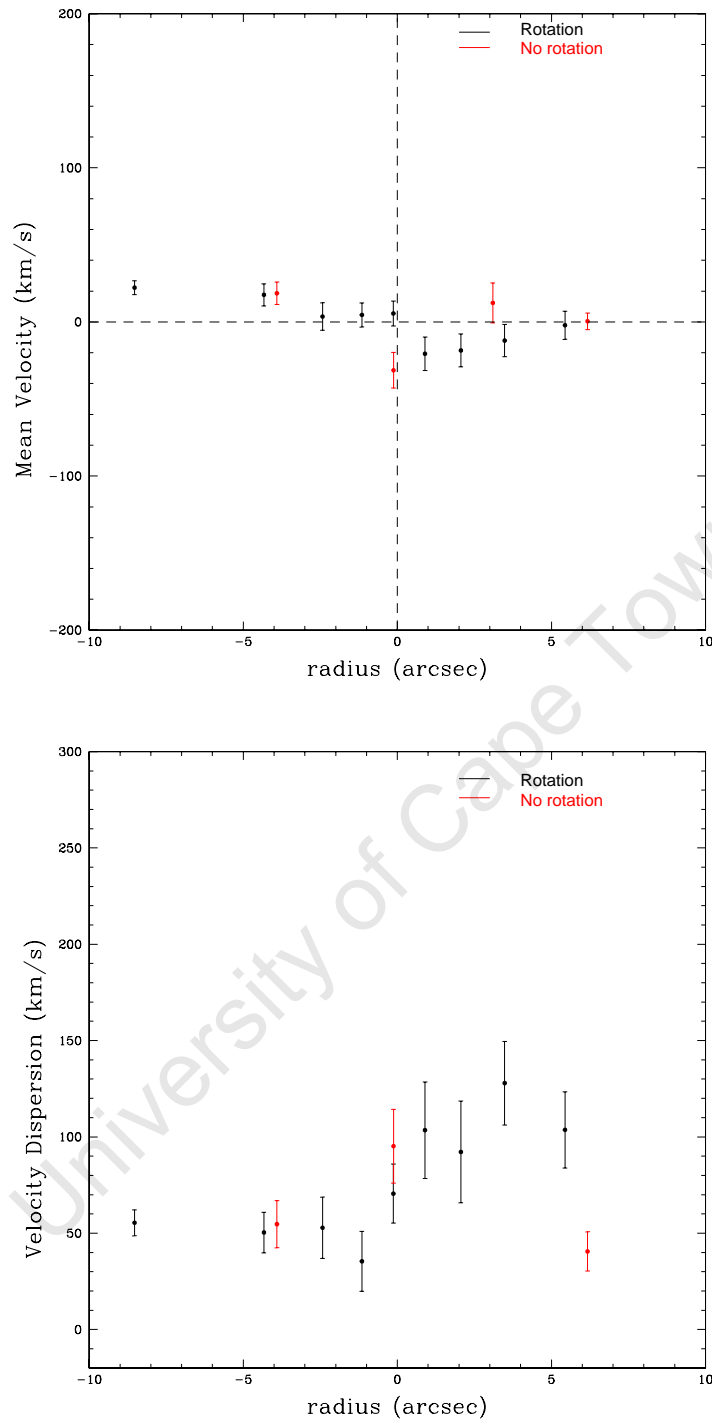 200
Rotation
No rotation
100
0
-100
-200
Mean Velocity (km/s)
-10
-5
0
5
10
radius (arcsec)
300
Rotation
No rotation
250
200
150
100
50
0
Velocity Dispersion (km/s)
-10
-5
0
5
10
radius (arcsec)
University of Cape Town